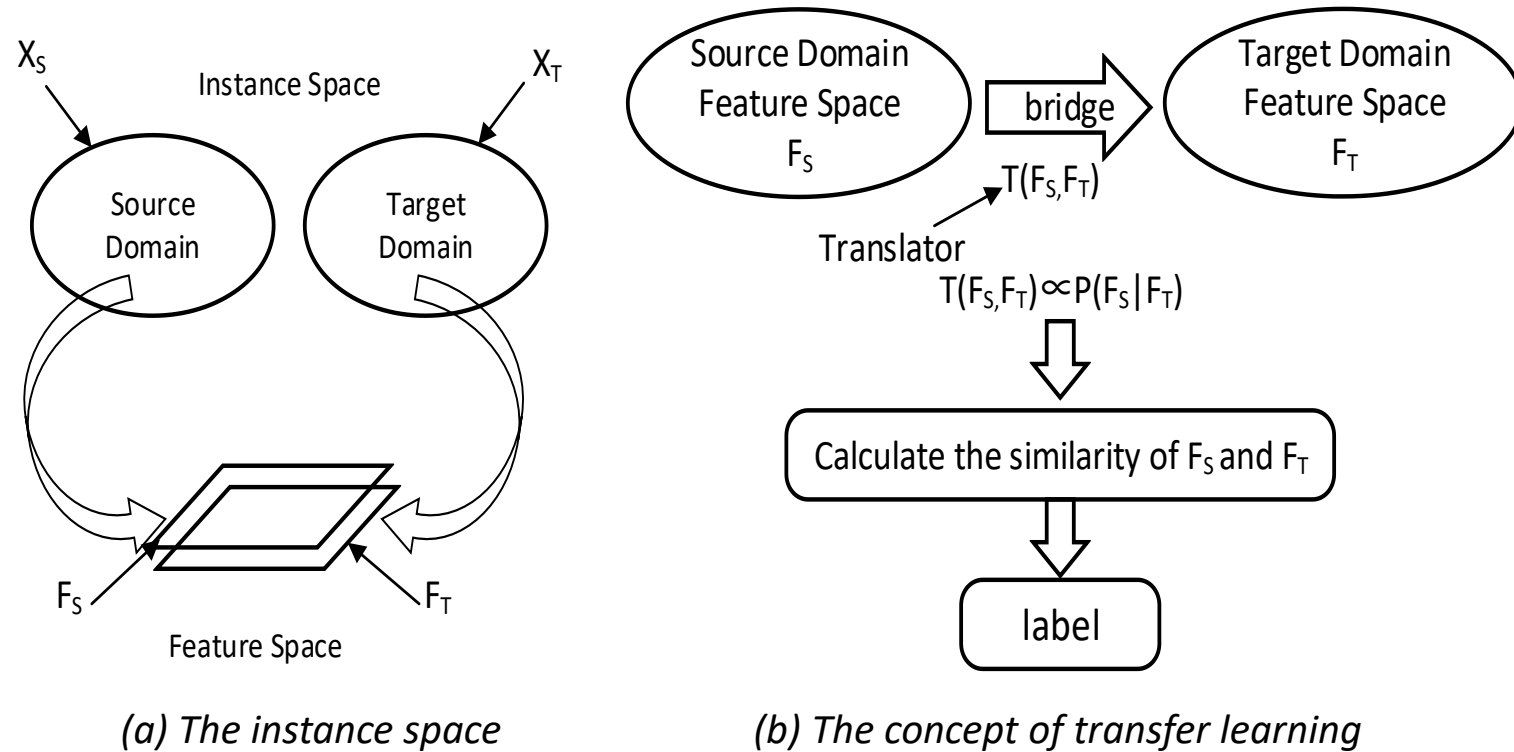 X_S
Instance Space
X_T
Source
Domain
Target
Domain
F_S
F_T
Feature Space
(a) The instance space
Source Domain
Feature Space
F_S
bridge
Target Domain
Feature Space
F_T
T(F_S,F_T)
Translator
T(F_S,F_T)∝P(F_S|F_T)
Calculate the similarity of F_S and F_T
label
(b) The concept of transfer learning